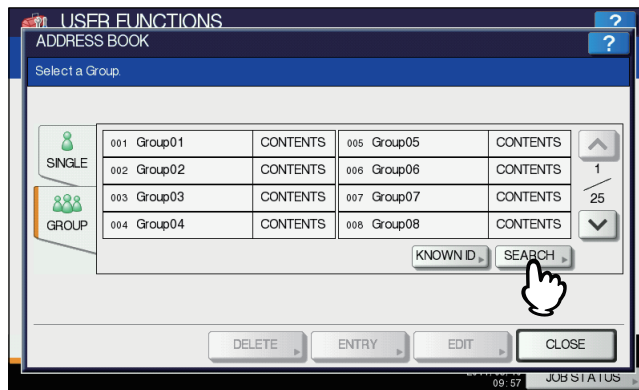 USER FUNCTIONS ?
ADDRESS BOOK ?
Select a Group.
SINGLE
GROUP
001 Group01 CONTENTS 005 Group05 CONTENTS
002 Group02 CONTENTS 006 Group06 CONTENTS
003 Group03 CONTENTS 007 Group07 CONTENTS
004 Group04 CONTENTS 008 Group08 CONTENTS
1
25
KNOWN ID SEARCH
DELETE ENTRY EDIT CLOSE
09:57 JOB STATUS